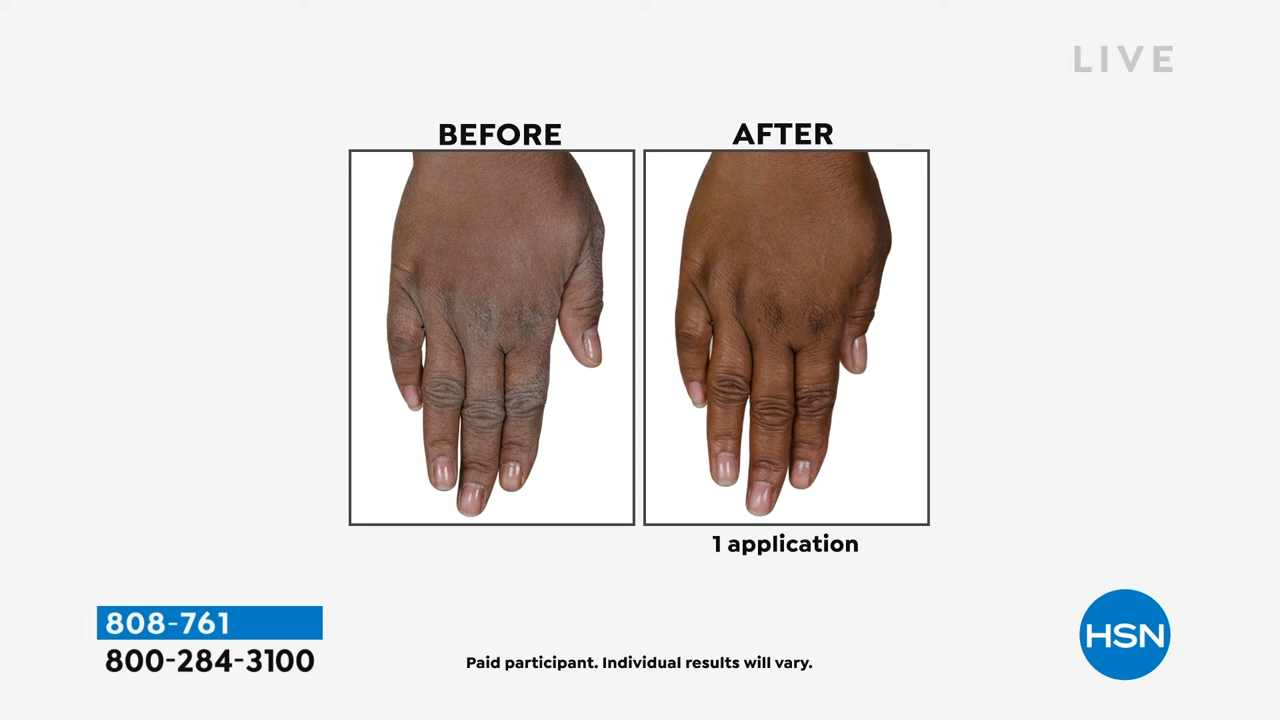 LIVE
BEFORE
AFTER
1 application
808-761
800-284-3100
Paid participant. Individual results will vary.
HSN